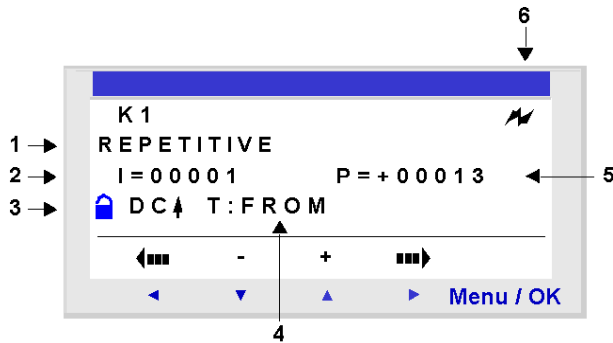 6
K1
1 REPETITIVE
2 I=00001 P=+00013 5
3 DC T:FROM
- +
Menu / OK
4